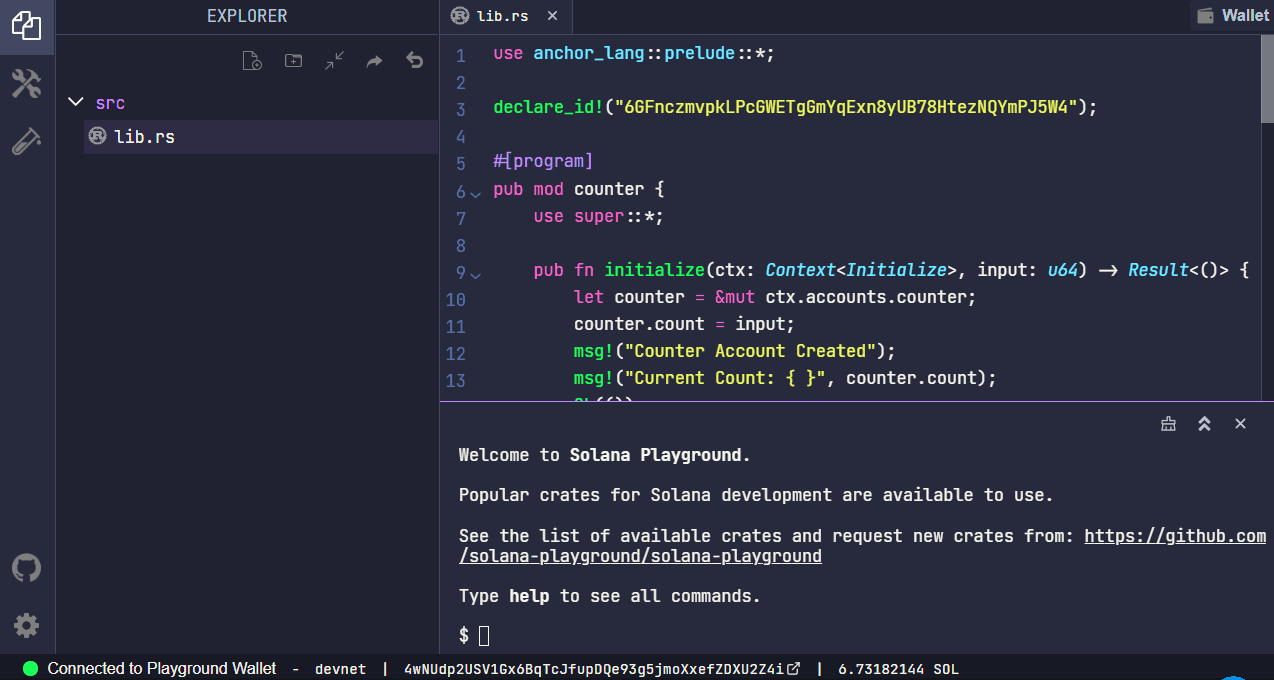 EXPLORER
lib.rs
Wallet
src
lib.rs
1 use anchor_lang::prelude::*;
2
3 declare_id!("6GFnczmvpkLPcGWETgGmYqExn8yUB78HtezNQYmPJ5W4");
4
5 #[program]
6 pub mod counter {
7 use super::*;
8
9 pub fn initialize(ctx: Context<Initialize>, input: u64) -> Result<()> {
10 let counter = &mut ctx.accounts.counter;
11 counter.count = input;
12 msg!("Counter Account Created");
13 msg!("Current Count: { }", counter.count);
Welcome to Solana Playground.
Popular crates for Solana development are available to use.
See the list of available crates and request new crates from: https://github.com
/solana-playground/solana-playground
Type help to see all commands.
$
Connected to Playground Wallet - devnet | 4wNUdp2USV1Gx6BqTcJfupDQe93g5jmoXxefZDXU2Z4i | 6.73182144 SOL